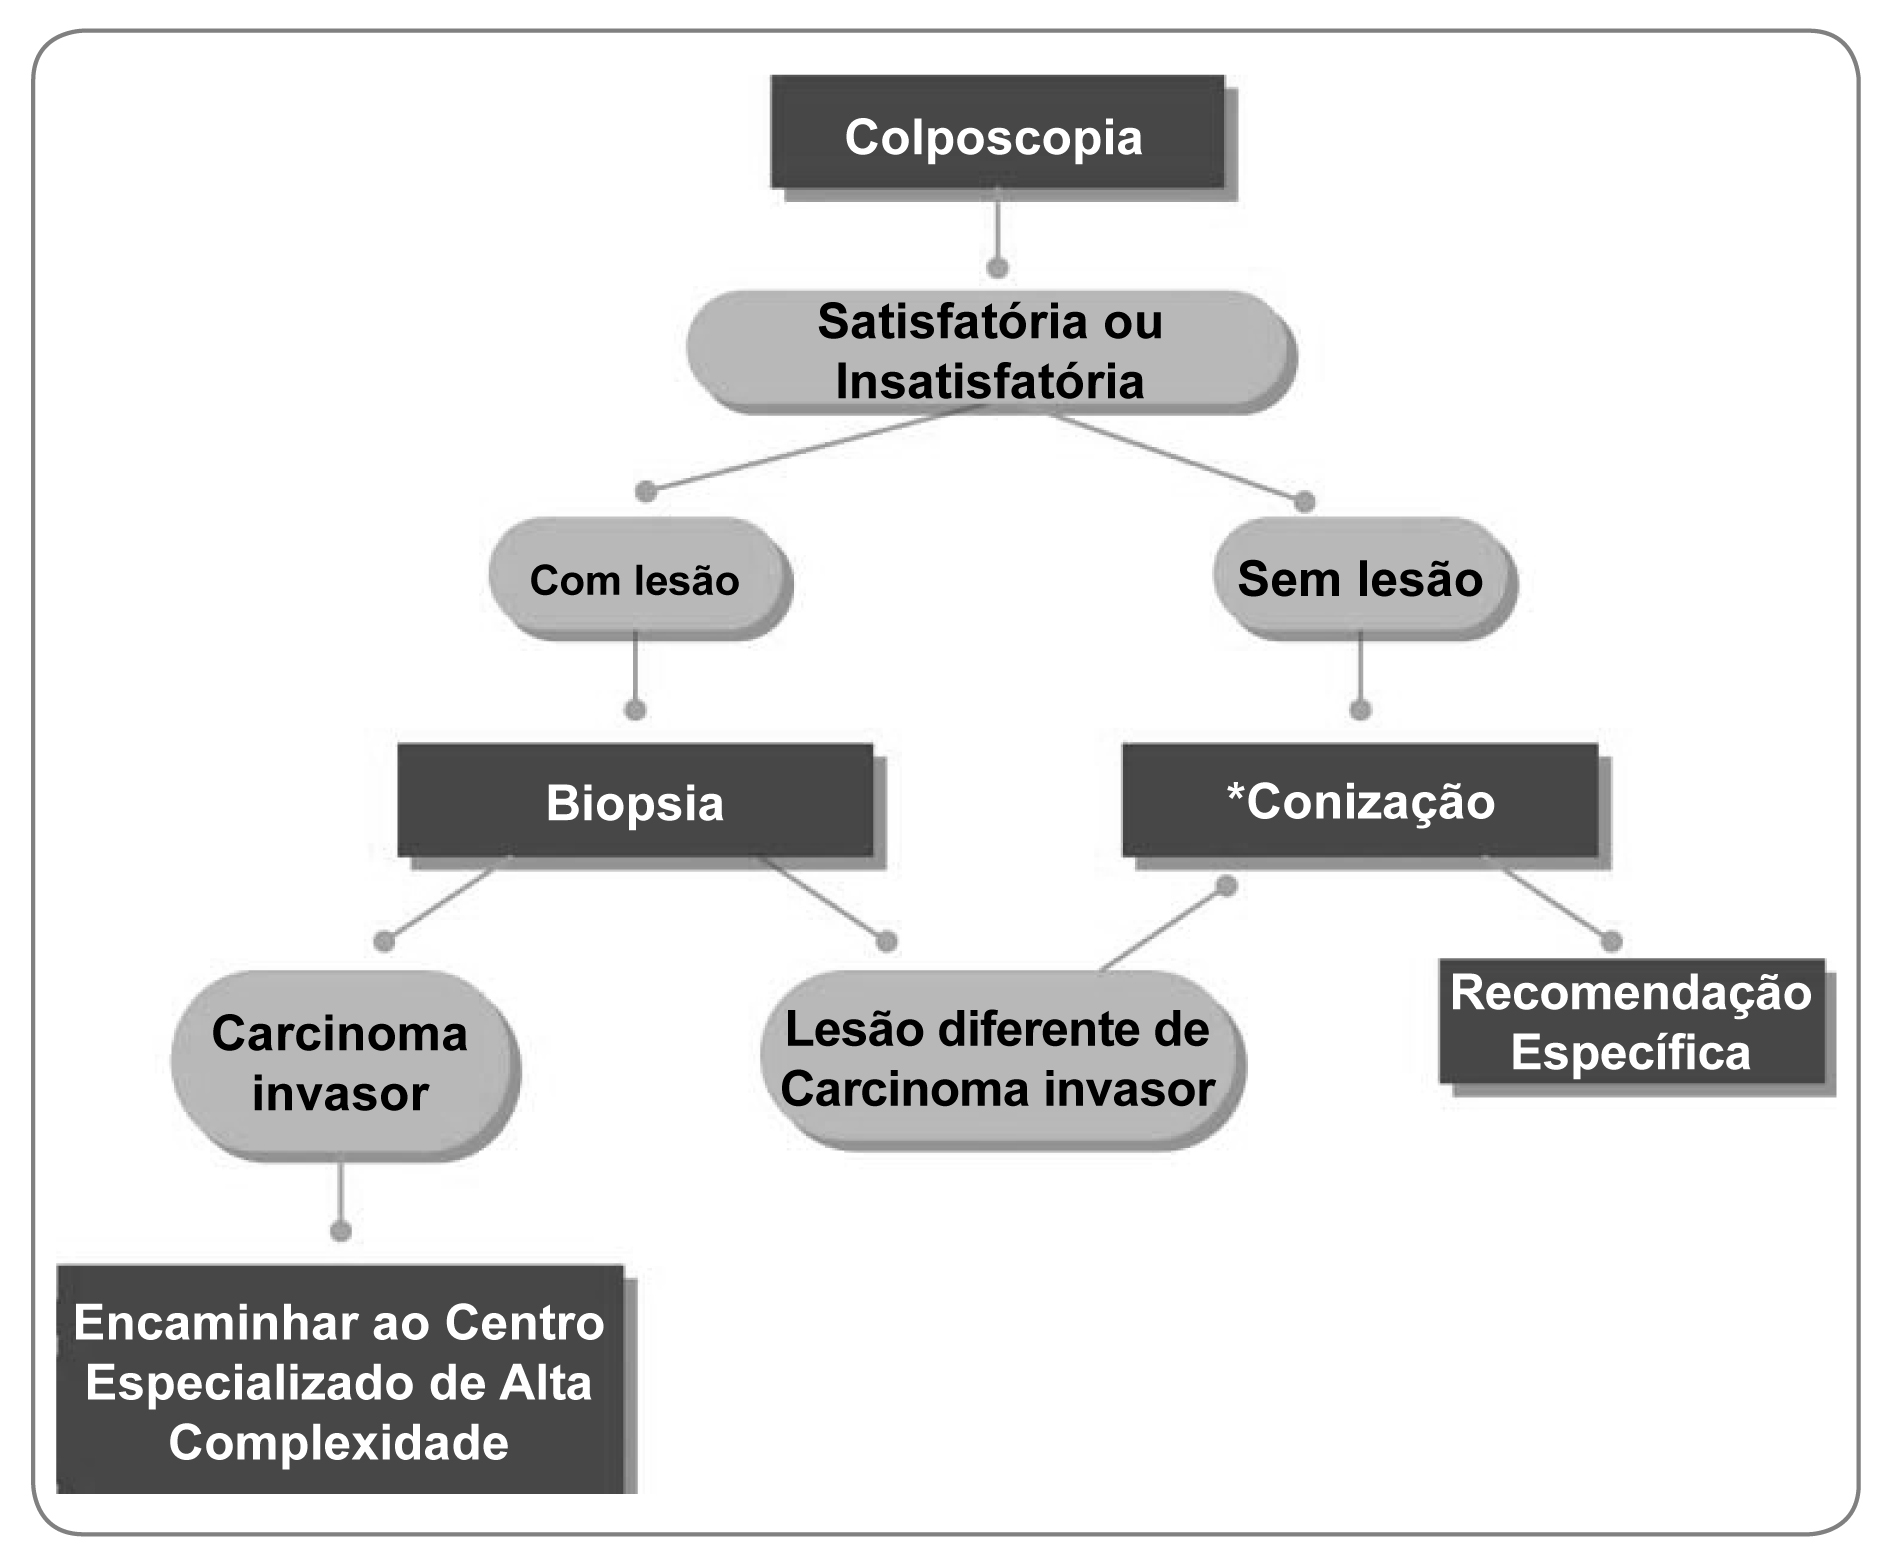 Colposcopia
Satisfatória ou
Insatisfatória
Com lesão
Sem lesão
Biopsia
*Conização
Carcinoma
invasor
Lesão diferente de
Carcinoma invasor
Recomendação
Específica
Encaminhar ao Centro
Especializado de Alta
Complexidade